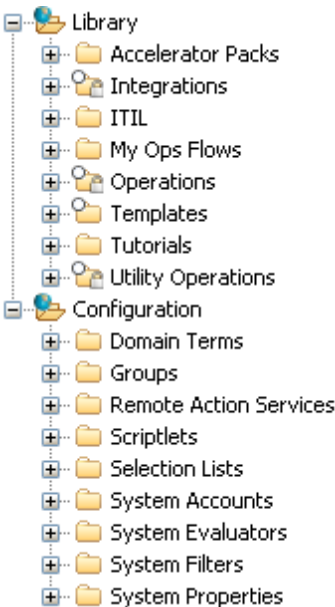 Library
Accelerator Packs
Integrations
ITIL
My Ops Flows
Operations
Templates
Tutorials
Utility Operations
Configuration
Domain Terms
Groups
Remote Action Services
Scriptlets
Selection Lists
System Accounts
System Evaluators
System Filters
System Properties